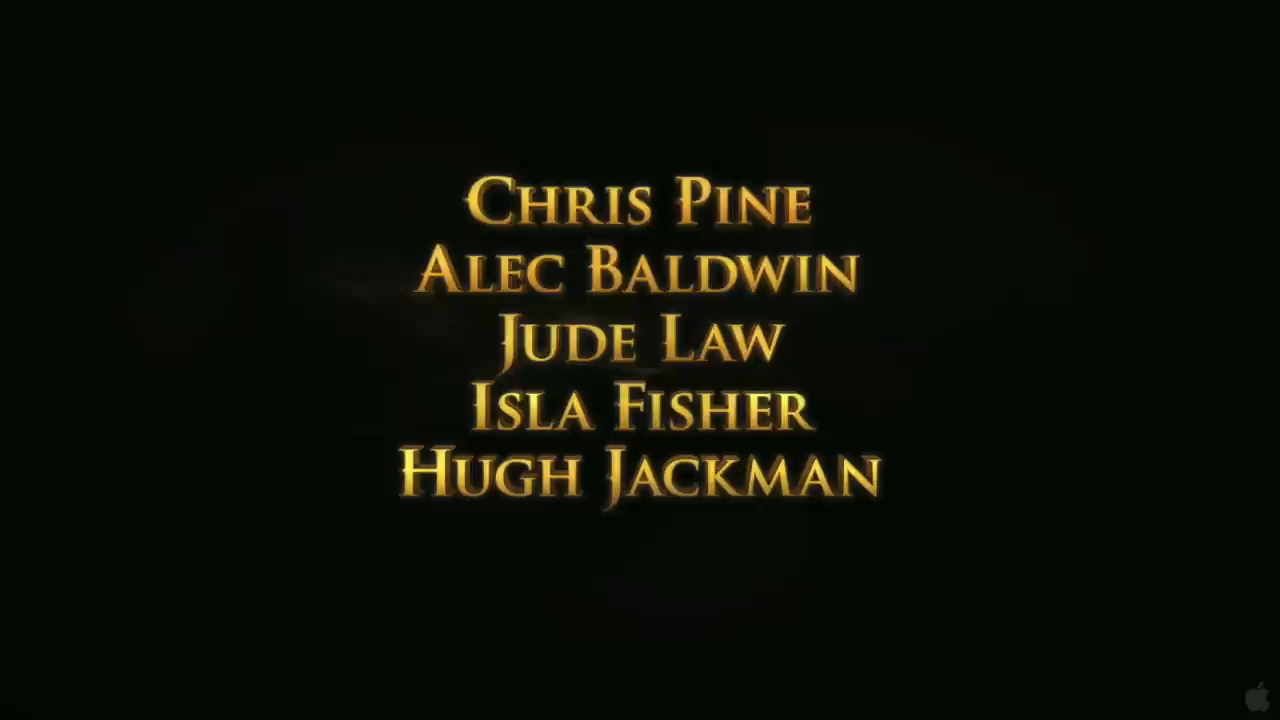 Chris Pine
Alec Baldwin
Jude Law
Isla Fisher
Hugh Jackman